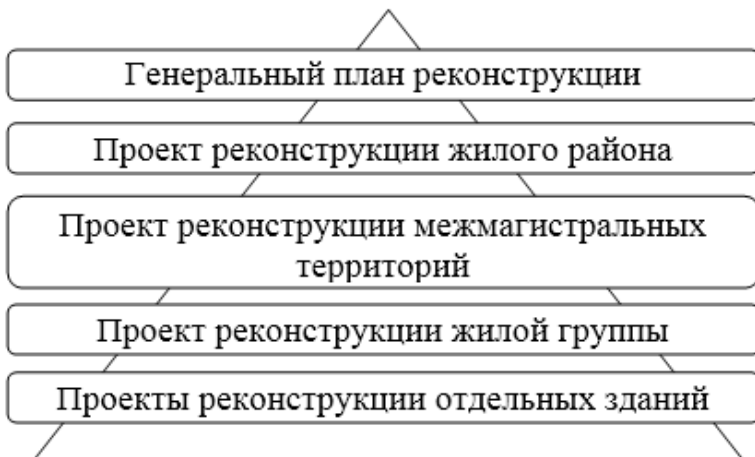 Генеральный план реконструкции
Проект реконструкции жилого района
Проект реконструкции межмагистральных
территорий
Проект реконструкции жилой группы
Проекты реконструкции отдельных зданий